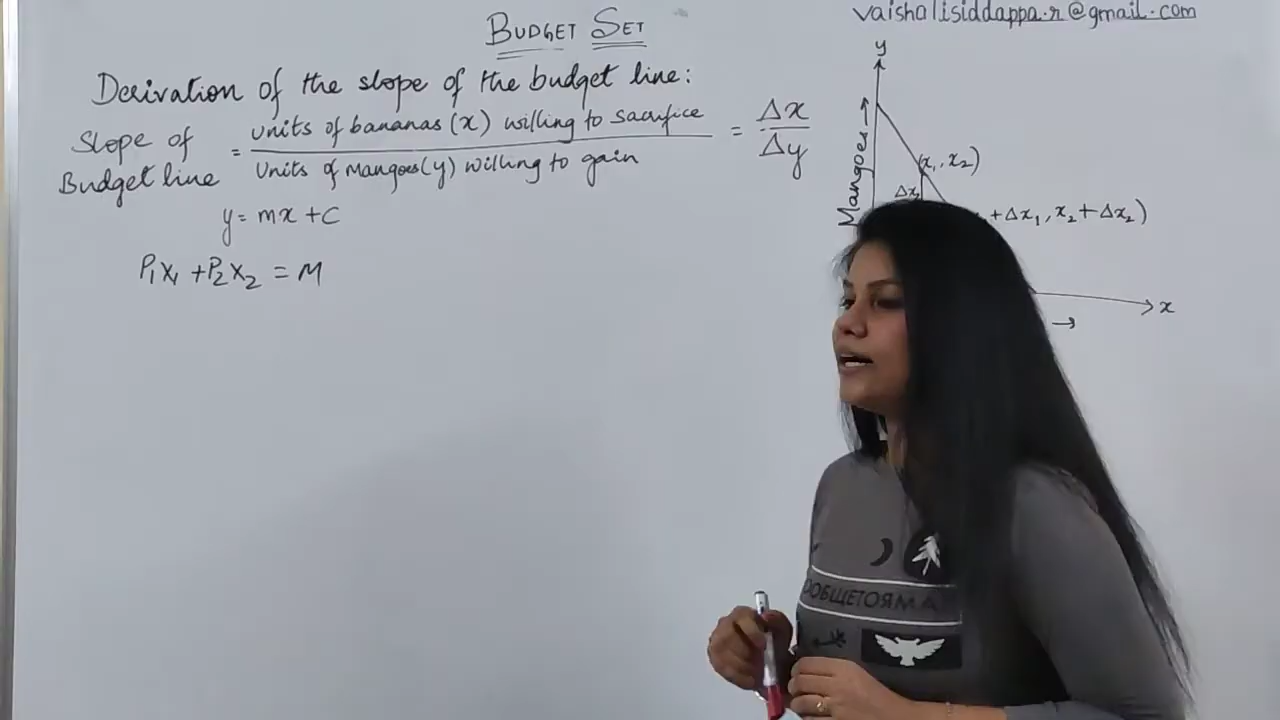 BUDGET SET
vaishalisiddappa.r@gmail.com
Derivation of the slope of the budget line:
Slope of Budget line = units of bananas (x) willing to sacrifice / Units of Mangoes (y) willing to gain = Δx / Δy
y = mx + C
P₁x₁ + P₂x₂ = M
y
Mangoes →
(x₁, x₂)
Δx₂
+ Δx₁, x₂ + Δx₂)
x
→
ООБЩЕТОЯМА